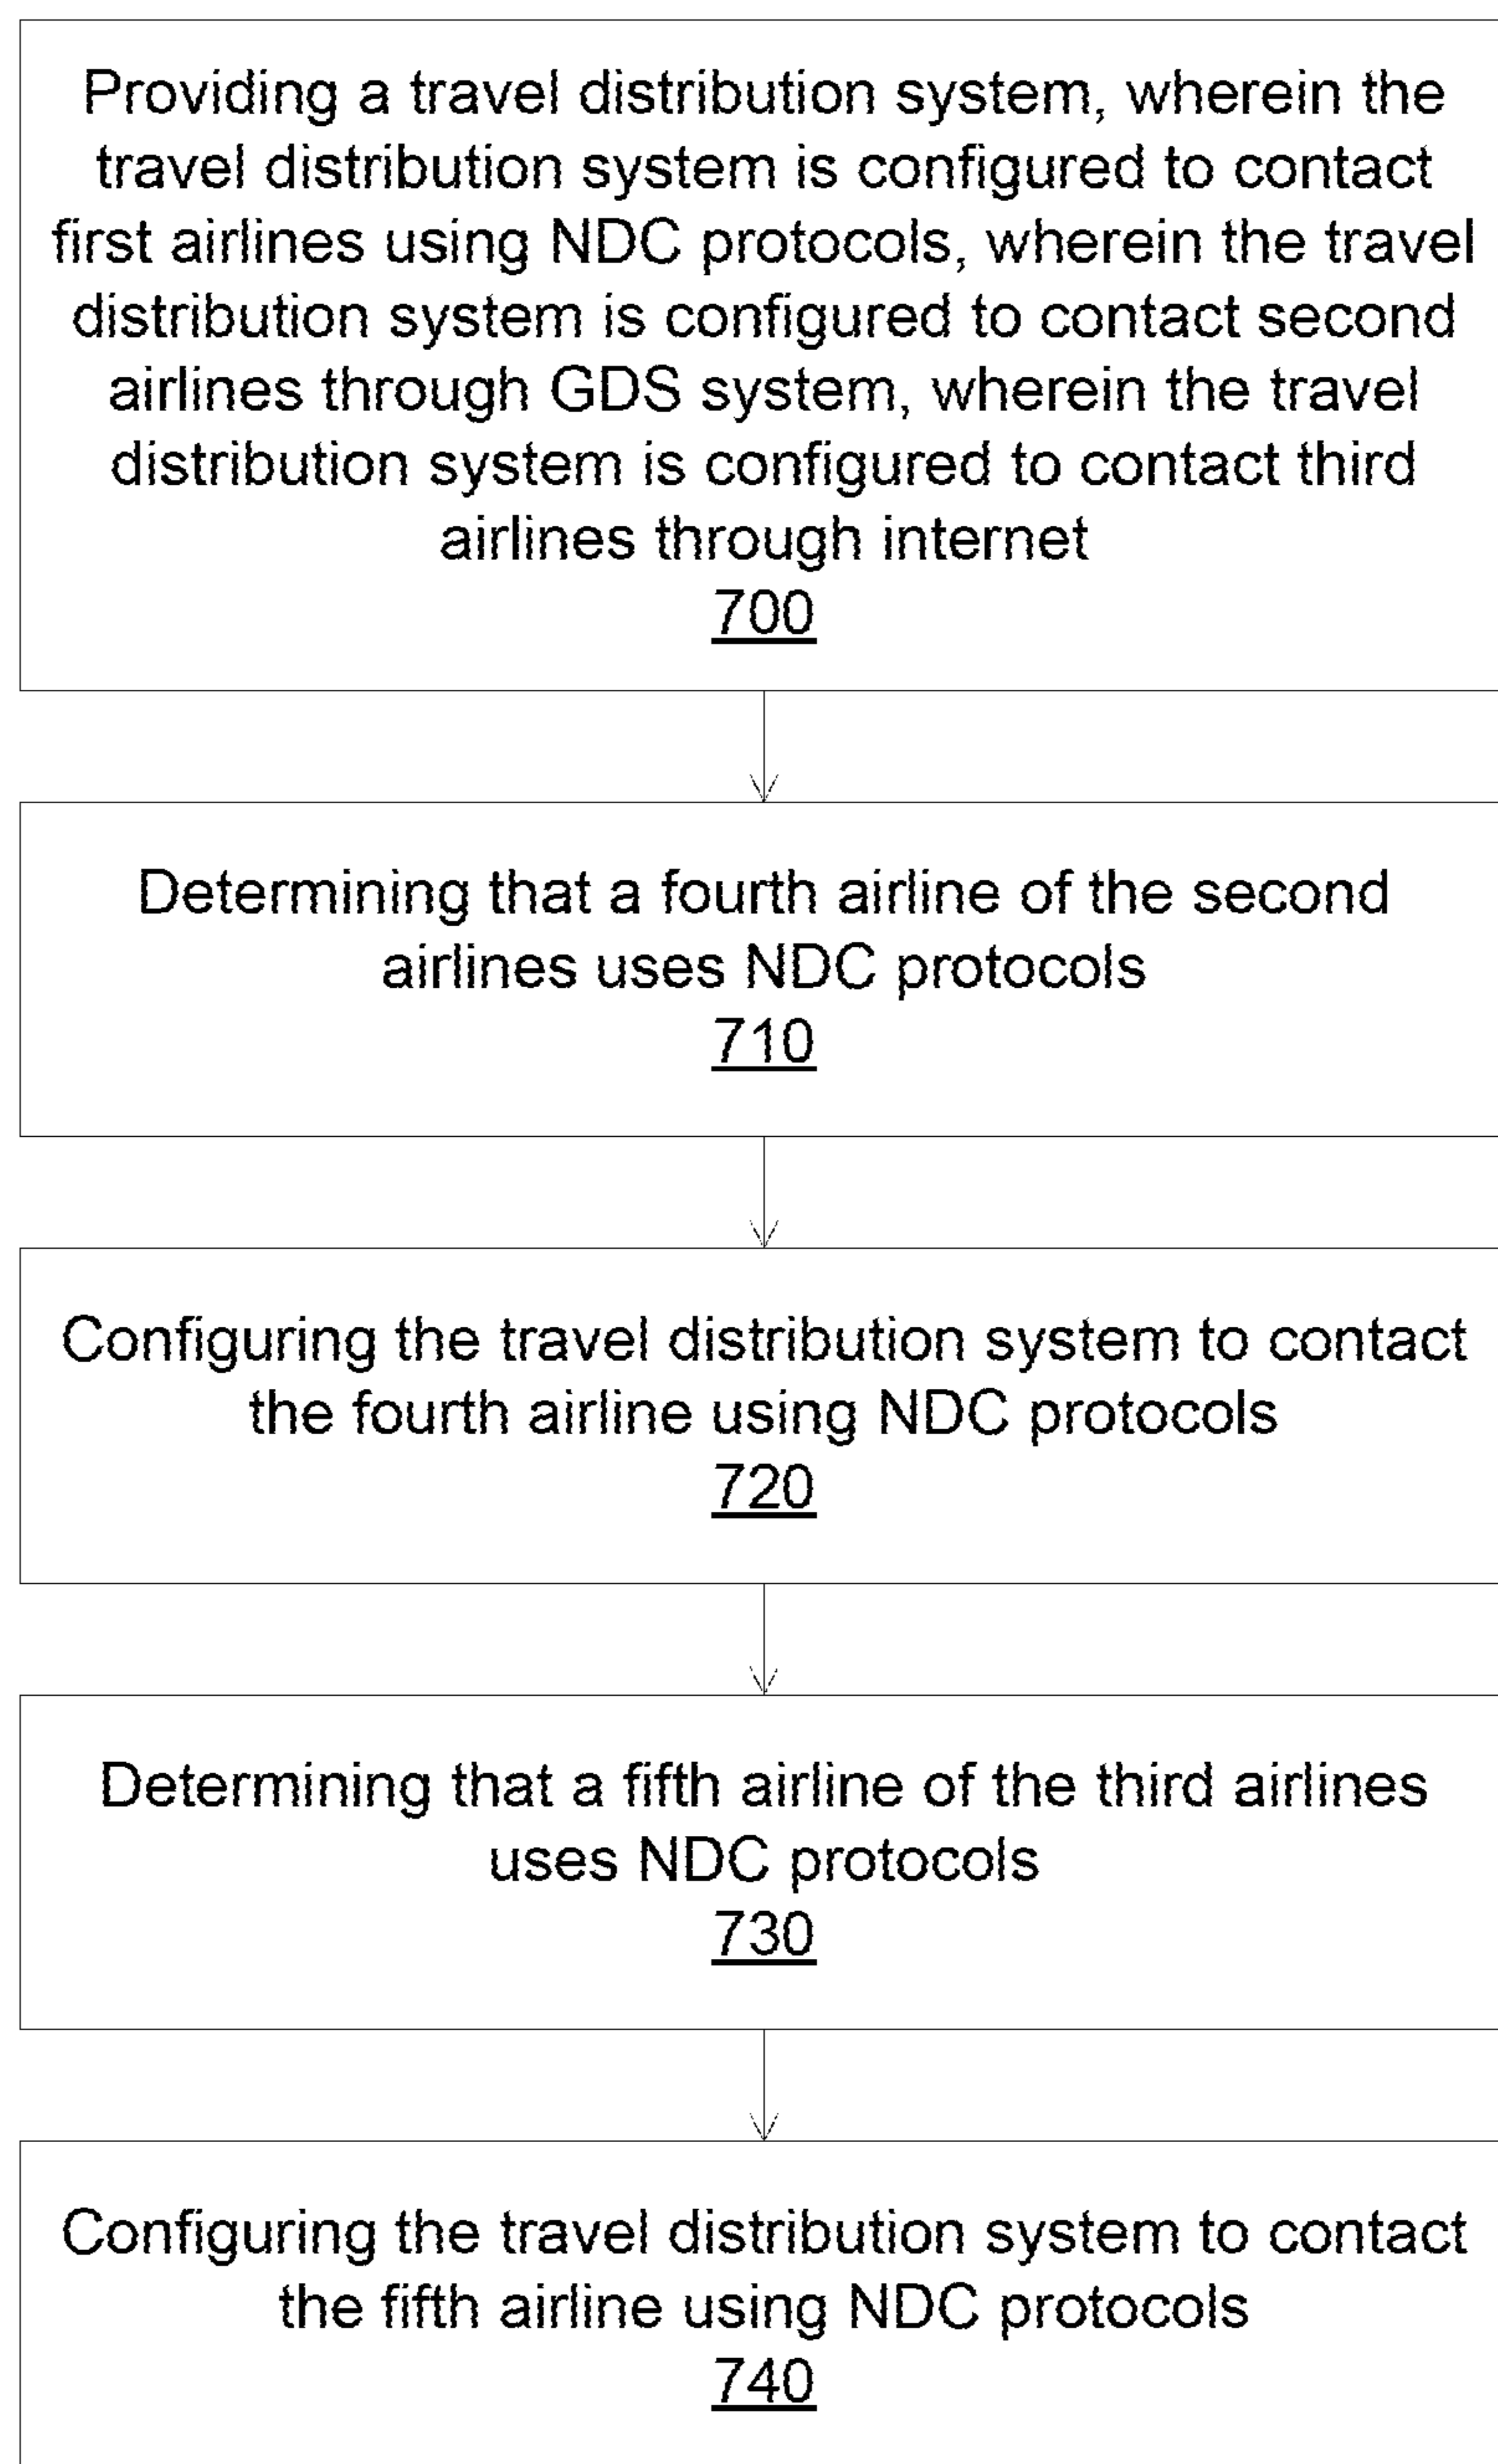 Providing a travel distribution system, wherein the
travel distribution system is configured to contact
first airlines using NDC protocols, wherein the travel
distribution system is configured to contact second
airlines through GDS system, wherein the travel
distribution system is configured to contact third
airlines through internet
700
Determining that a fourth airline of the second
airlines uses NDC protocols
710
Configuring the travel distribution system to contact
the fourth airline using NDC protocols
720
Determining that a fifth airline of the third airlines
uses NDC protocols
730
Configuring the travel distribution system to contact
the fifth airline using NDC protocols
740